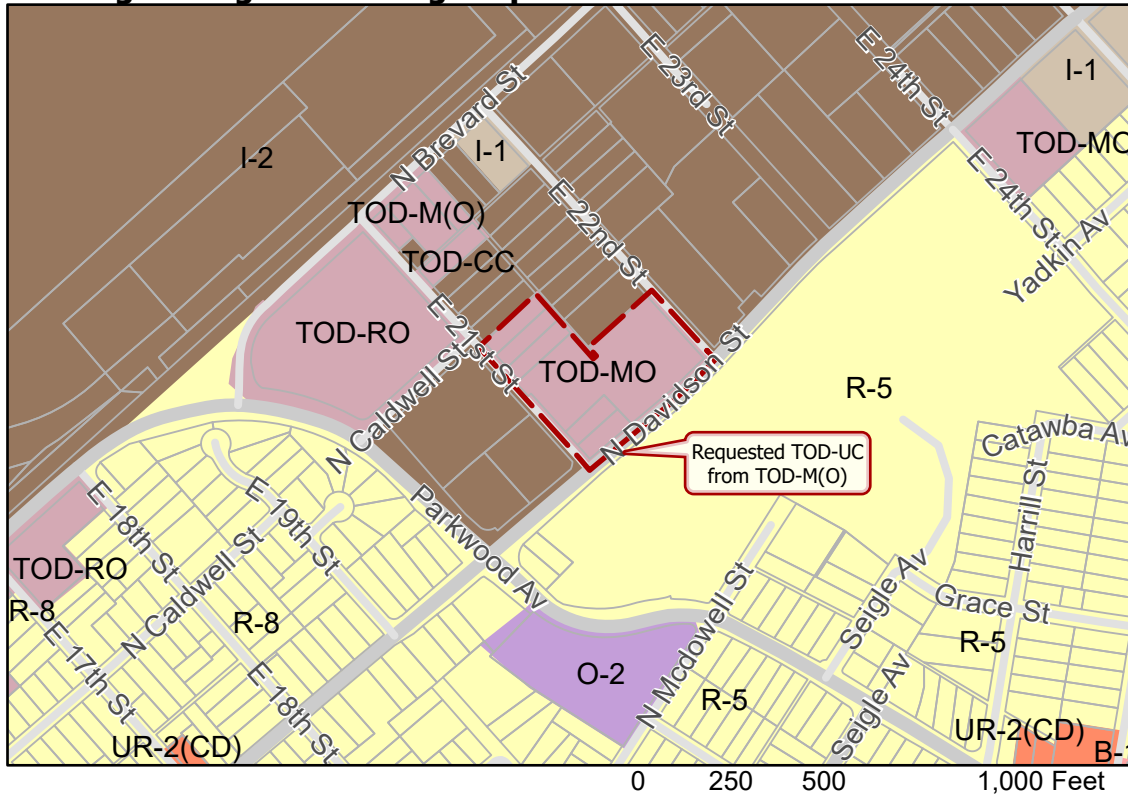 N Brevard St
E 23rd St
E 24th St
I-1
I-2
I-1
TOD-MO
E 24th St
E 22nd St
TOD-M(O)
Yadkin Av
TOD-CC
TOD-RO
E 21st St
TOD-MO
N Caldwell St
N Davidson St
R-5
Requested TOD-UC
from TOD-M(O)
Catawba Av
Harrill St
E 18th St
E 19th St
Parkwood Av
TOD-RO
N Caldwell St
R-8
R-8
N Mcdowell St
Seigle Av
Grace St
R-5
E 17th St
E 18th St
O-2
R-5
Seigle Av
UR-2(CD)
UR-2(CD)
0 250 500 1,000 Feet